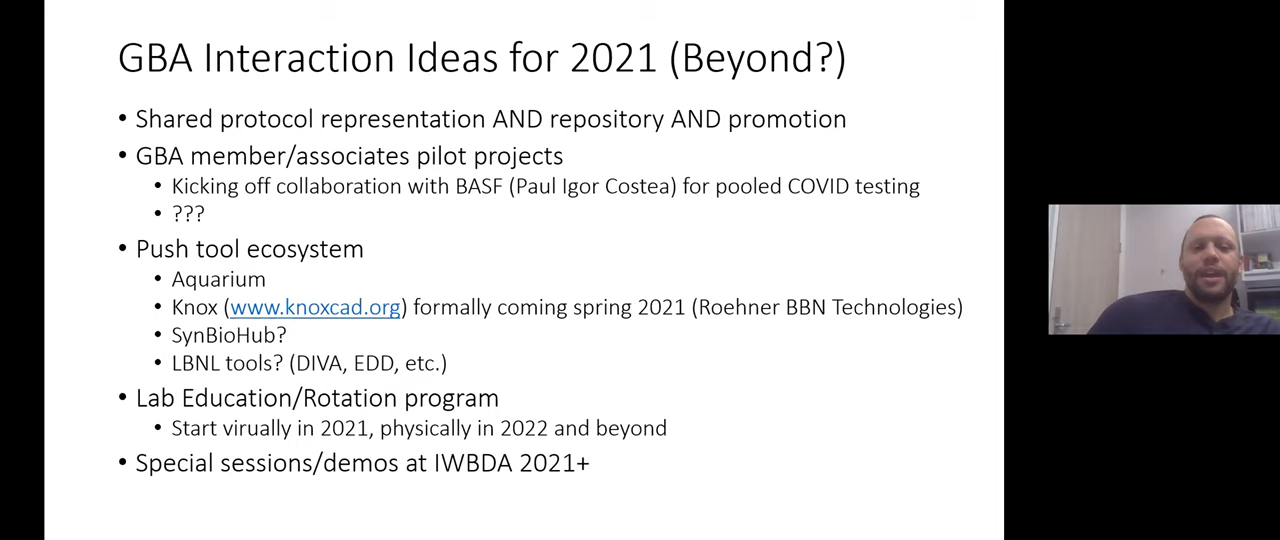 GBA Interaction Ideas for 2021 (Beyond?)
• Shared protocol representation AND repository AND promotion
• GBA member/associates pilot projects
• Kicking off collaboration with BASF (Paul Igor Costea) for pooled COVID testing
• ???
• Push tool ecosystem
• Aquarium
• Knox (www.knoxcad.org) formally coming spring 2021 (Roehner BBN Technologies)
• SynBioHub?
• LBNL tools? (DIVA, EDD, etc.)
• Lab Education/Rotation program
• Start virually in 2021, physically in 2022 and beyond
• Special sessions/demos at IWBDA 2021+